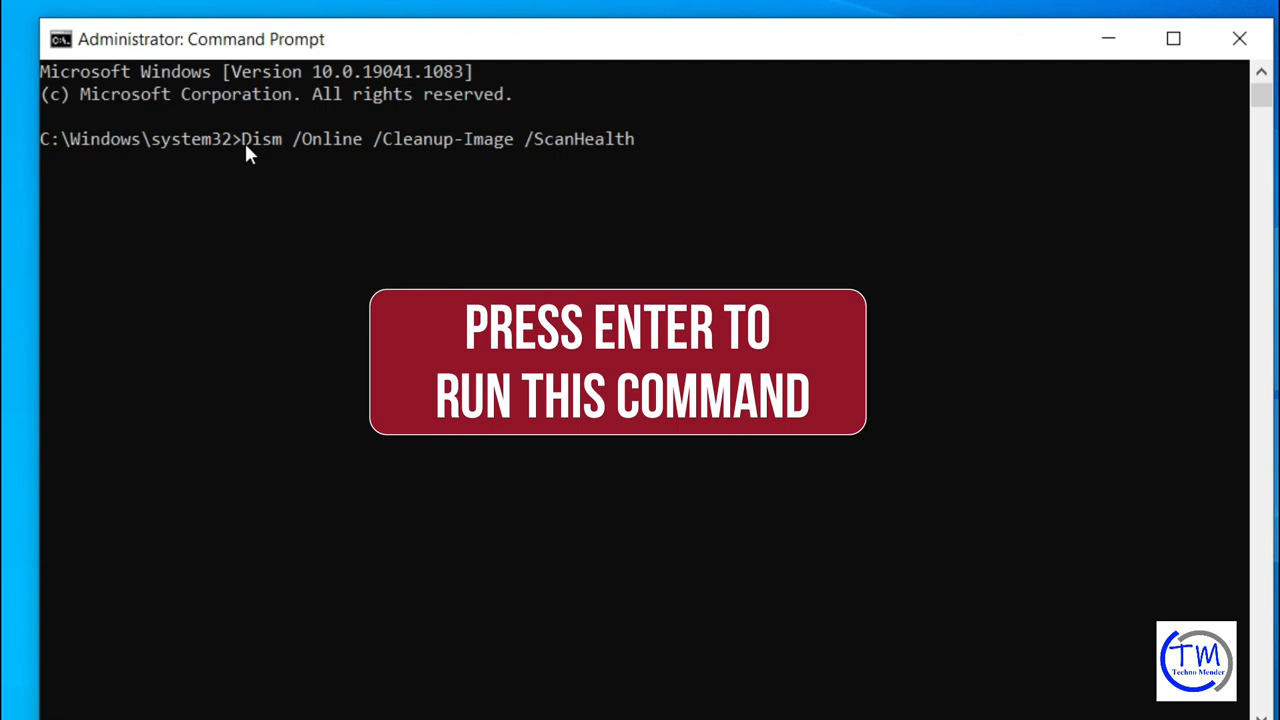 Administrator: Command Prompt
Microsoft Windows [Version 10.0.19041.1083]
(c) Microsoft Corporation. All rights reserved.
C:\Windows\system32>Dism /Online /Cleanup-Image /ScanHealth
PRESS ENTER TO
RUN THIS COMMAND
TM
Techno Mender